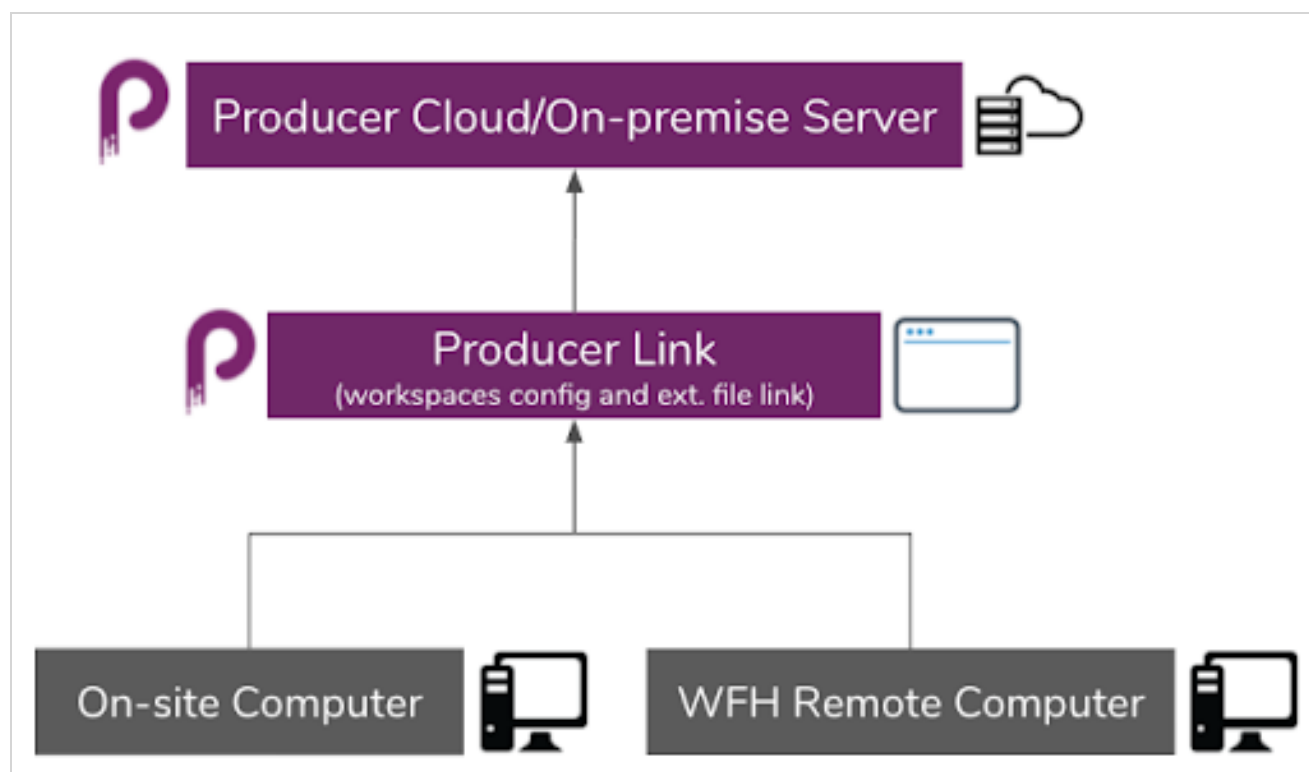 Producer Cloud/On-premise Server
Producer Link
(workspaces config and ext. file link)
On-site Computer
WFH Remote Computer